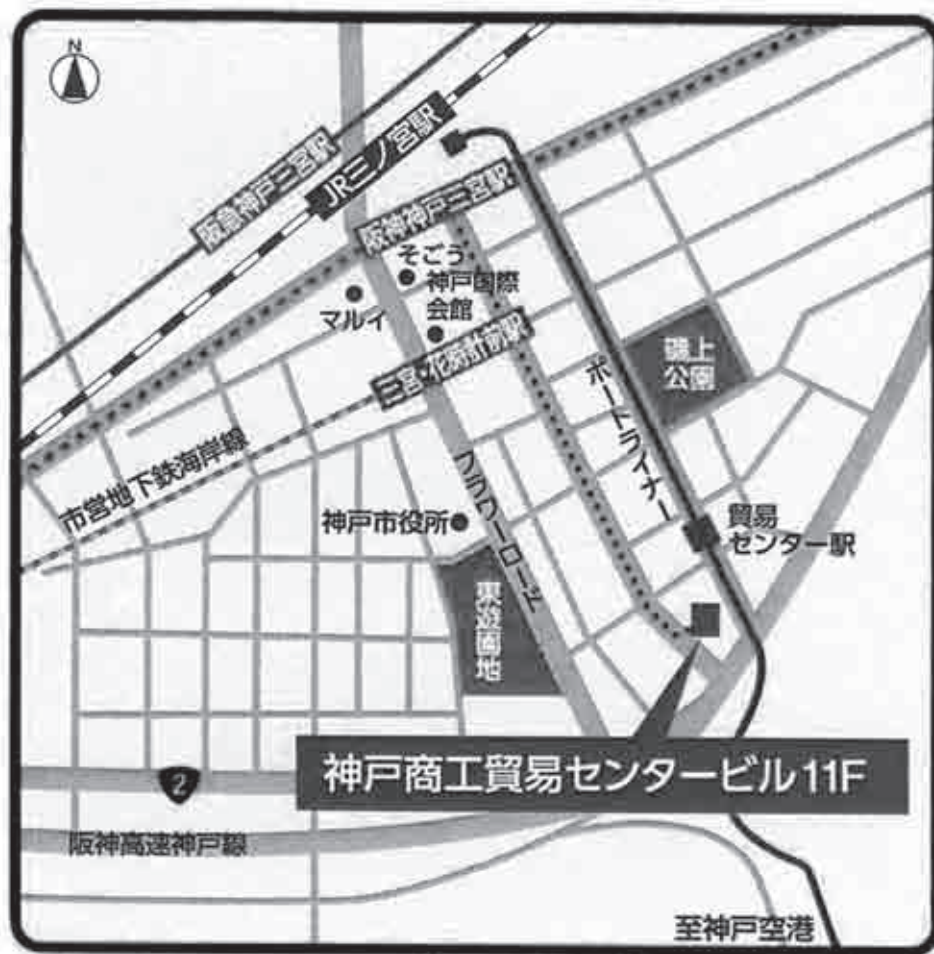 N
阪急神戸三宮駅
JR三ノ宮駅
阪神神戸三宮駅
そごう
神戸国際
会館
マルイ
三宮・花時計前駅
磯上
公園
ポートライナー
市営地下鉄海岸線
フラワーロード
神戸市役所
貿易
センター駅
東遊園地
神戸商工貿易センタービル11F
2
阪神高速神戸線
至神戸空港